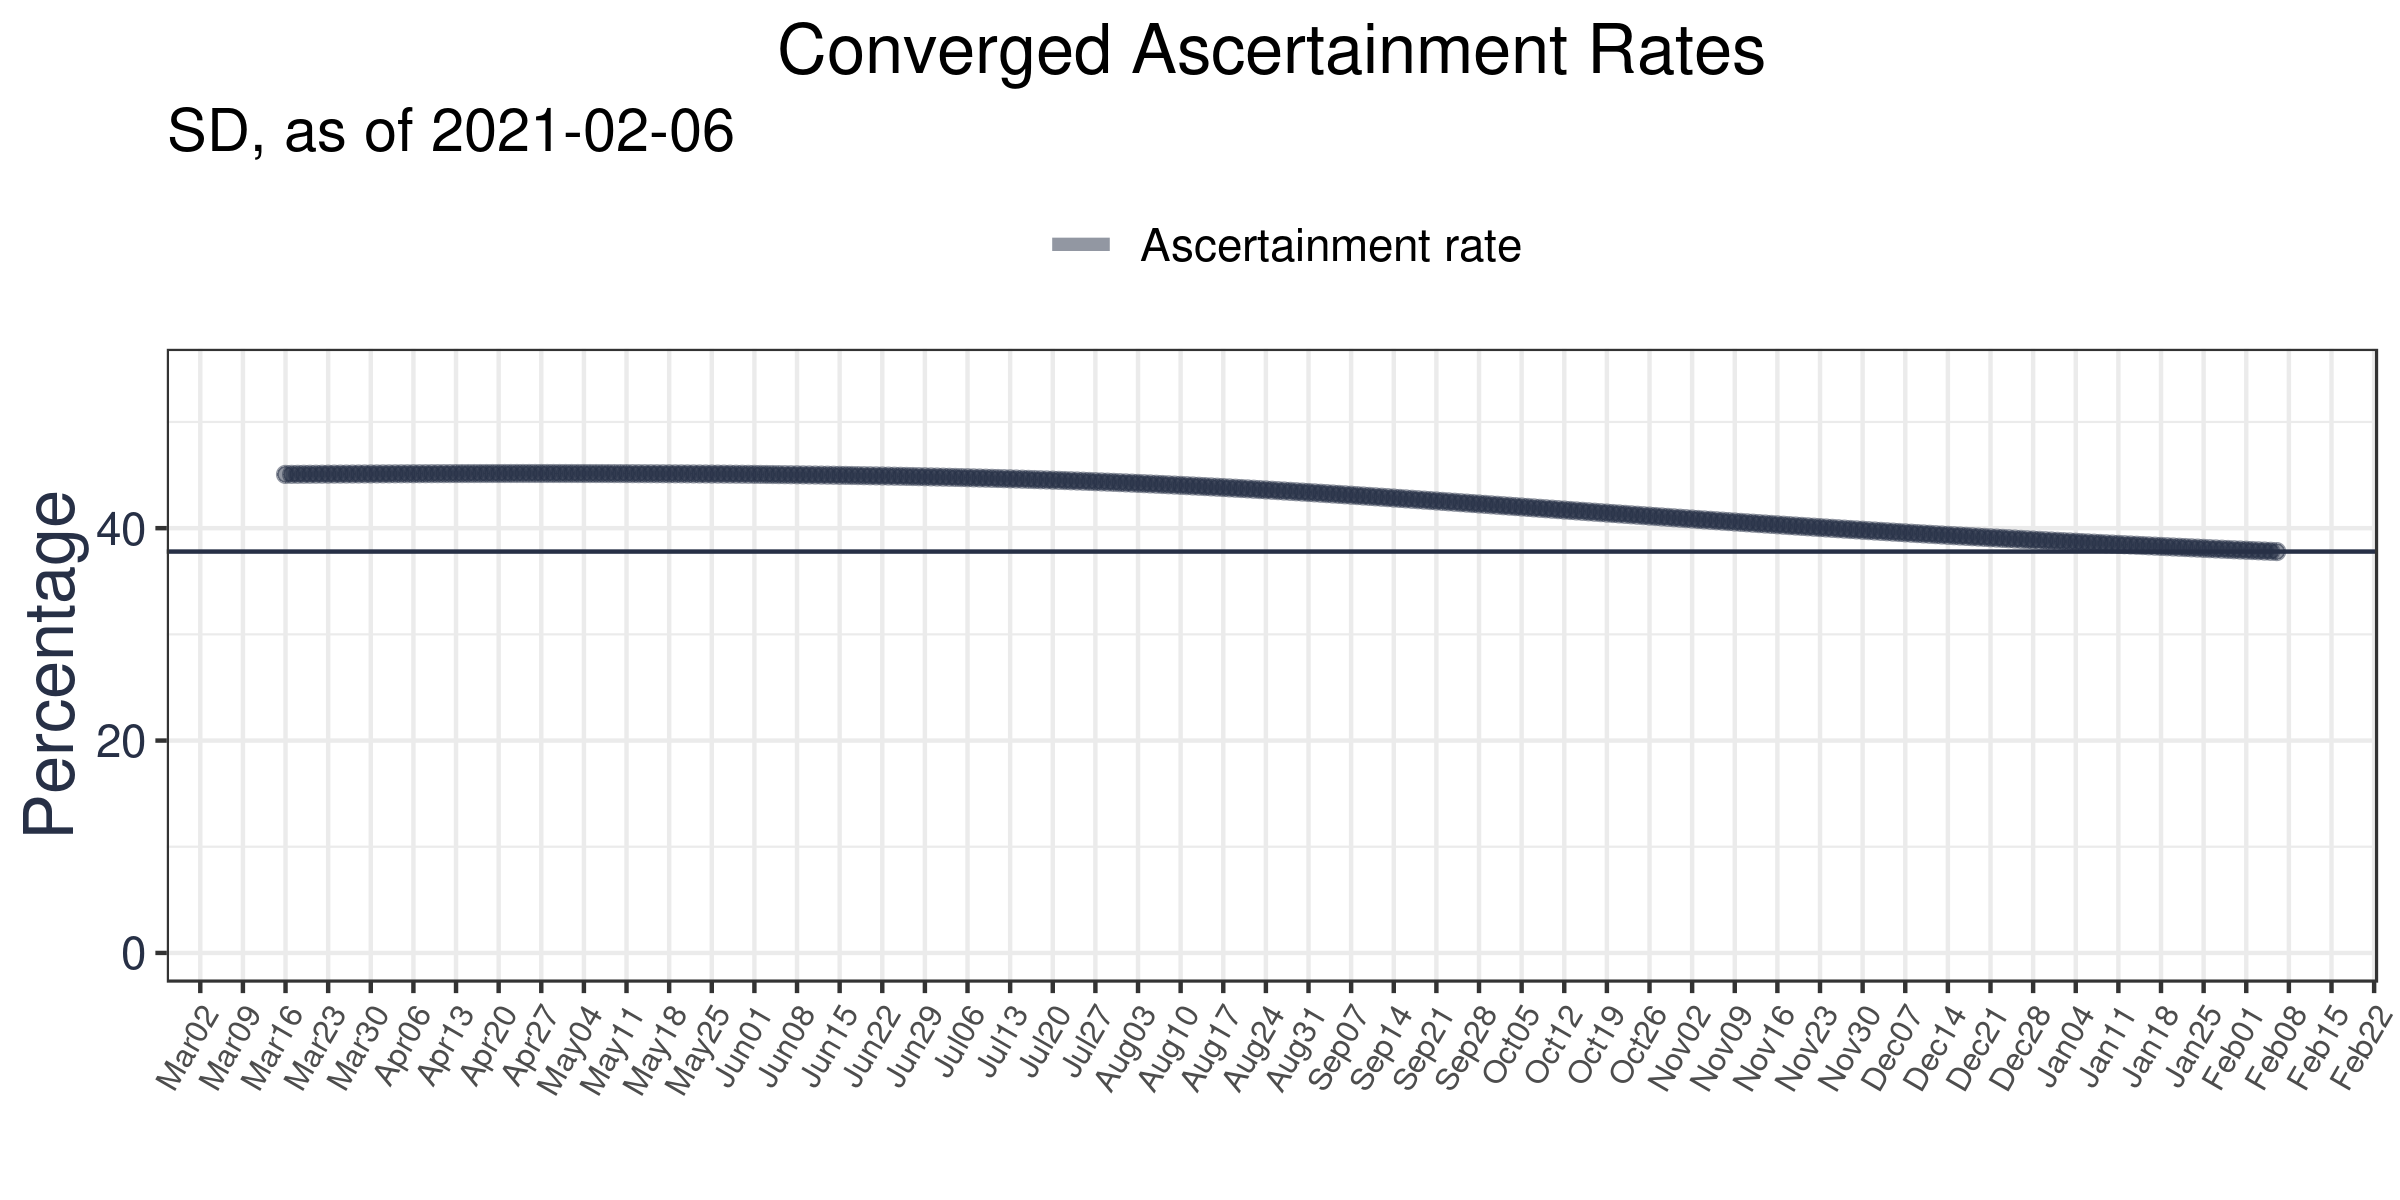 Converged Ascertainment Rates
SD, as of 2021-02-06
Ascertainment rate
Percentage
40
20
0
Mar02
Mar09
Mar16
Mar23
Mar30
Apr06
Apr13
Apr20
Apr27
May04
May11
May18
May25
Jun01
Jun08
Jun15
Jun22
Jun29
Jul06
Jul13
Jul20
Jul27
Aug03
Aug10
Aug17
Aug24
Aug31
Sep07
Sep14
Sep21
Sep28
Oct05
Oct12
Oct19
Oct26
Nov02
Nov09
Nov16
Nov23
Nov30
Dec07
Dec14
Dec21
Dec28
Jan04
Jan11
Jan18
Jan25
Feb01
Feb08
Feb15
Feb22